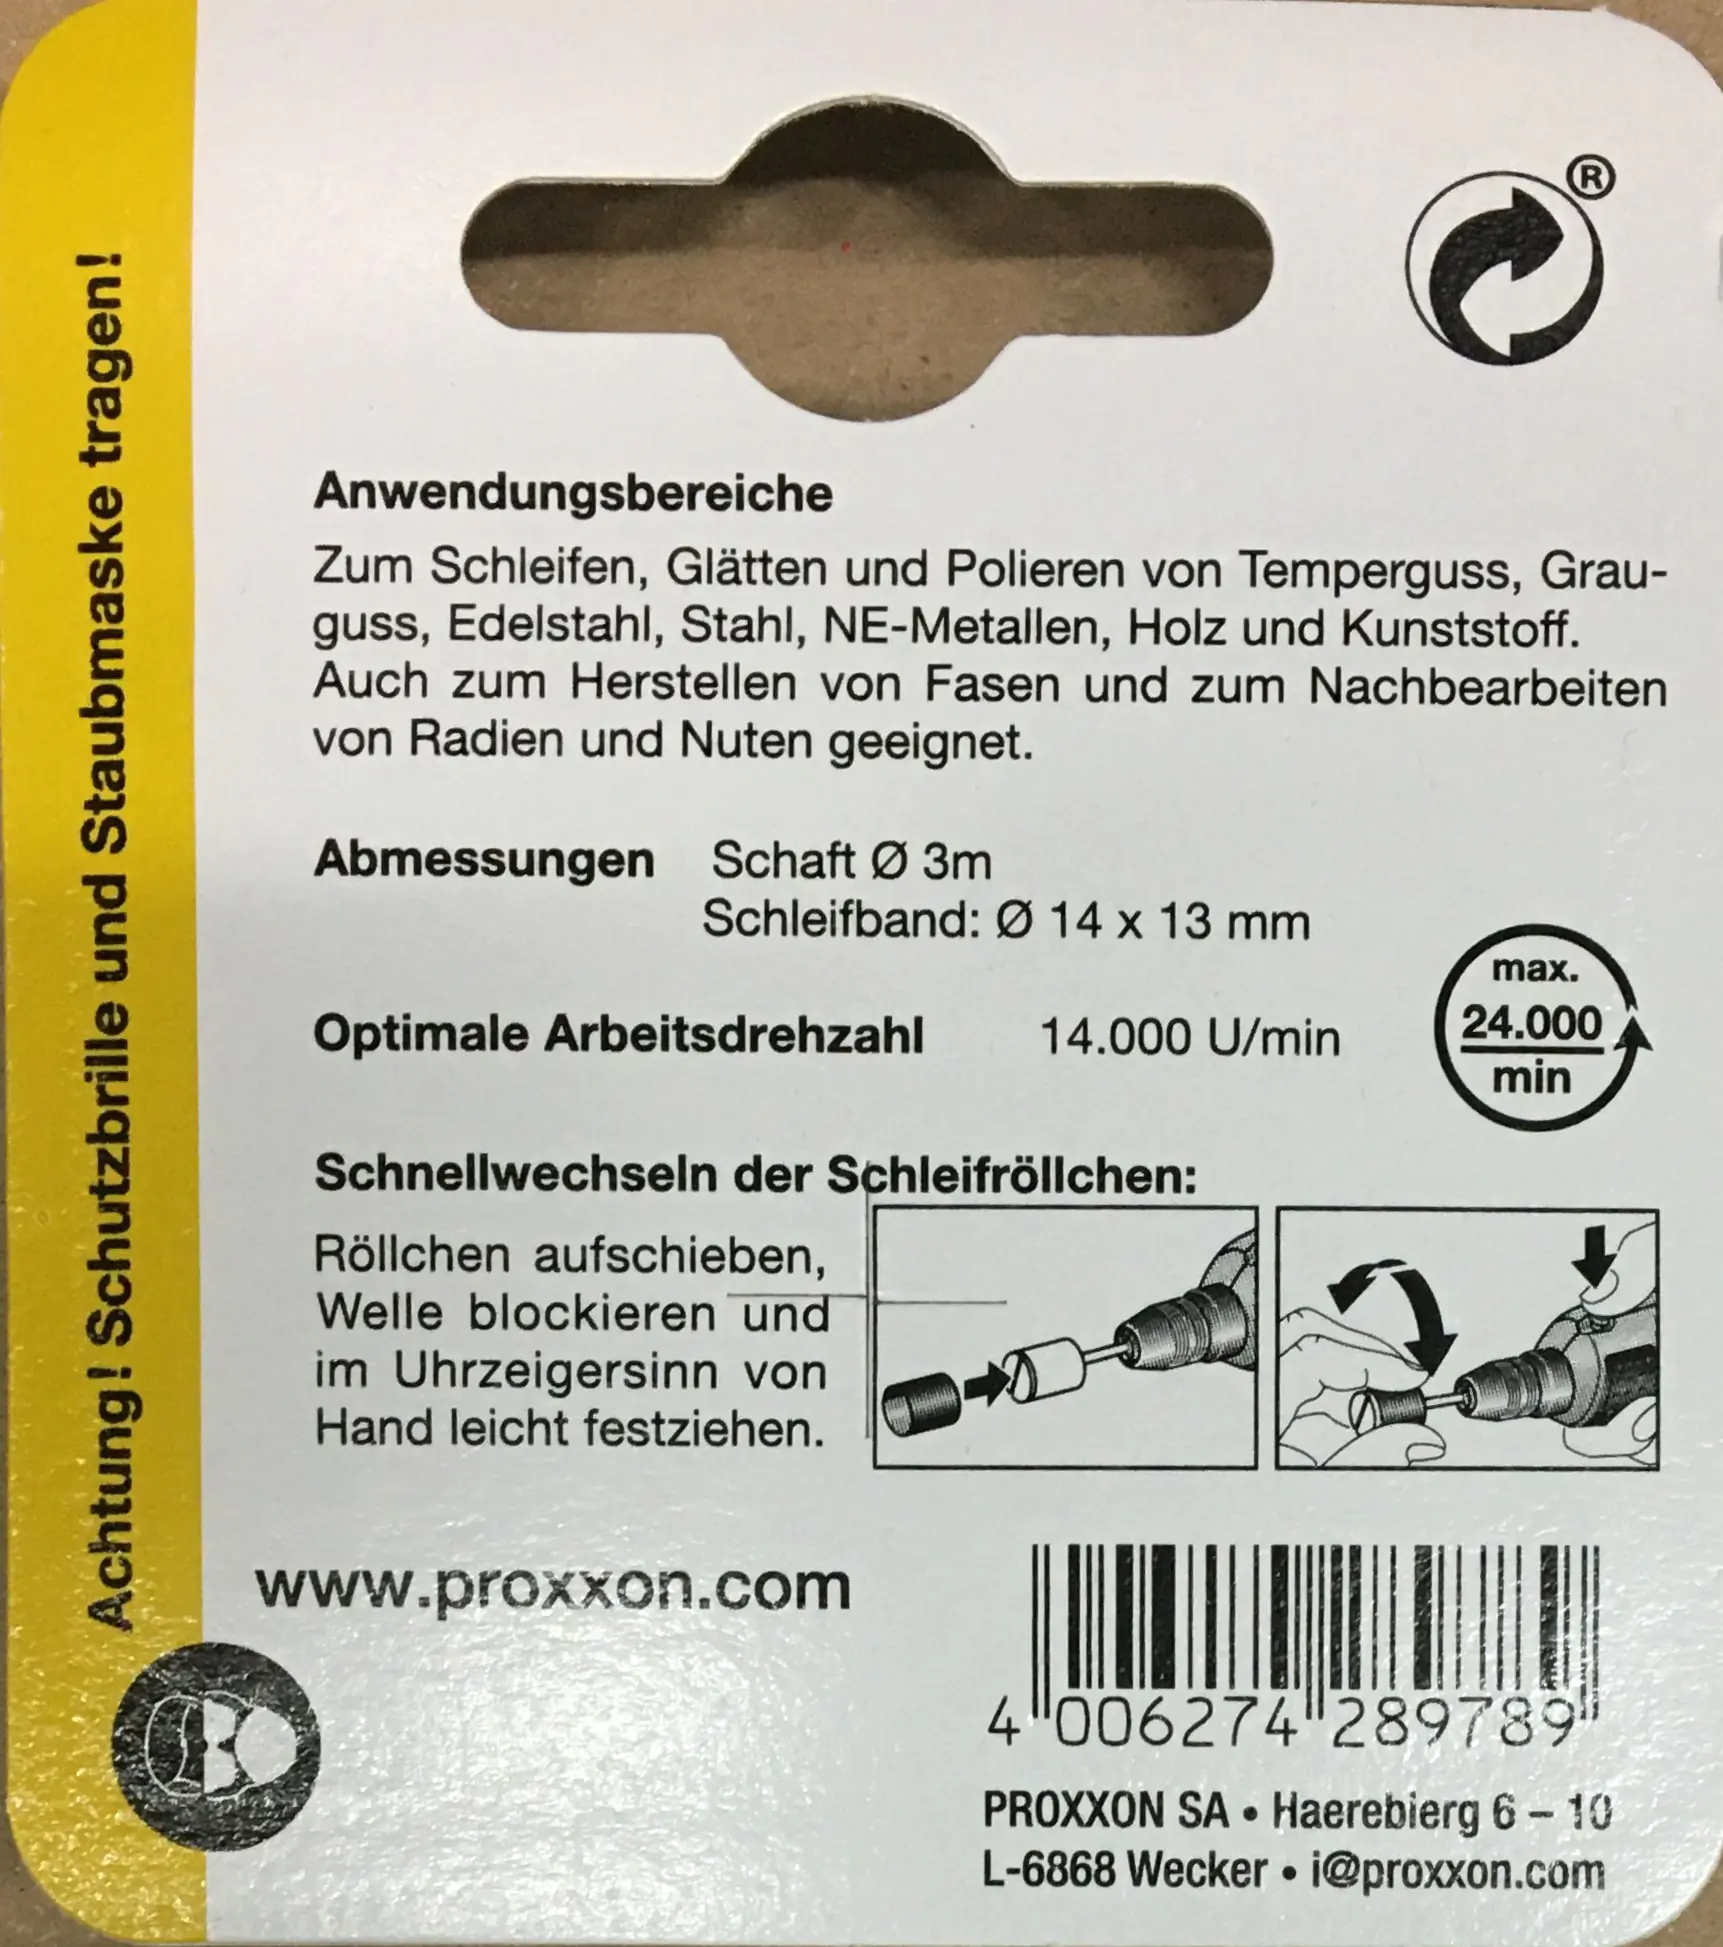 Achtung! Schutzbrille und Staubmaske tragen!
®
Anwendungsbereiche
Zum Schleifen, Glätten und Polieren von Temperguss, Grau-
guss, Edelstahl, Stahl, NE-Metallen, Holz und Kunststoff.
Auch zum Herstellen von Fasen und zum Nachbearbeiten
von Radien und Nuten geeignet.
Abmessungen Schaft Ø 3m
Schleifband: Ø 14 x 13 mm
Optimale Arbeitsdrehzahl 14.000 U/min
max.
24.000
min
Schnellwechseln der Schleifröllchen:
Röllchen aufschieben,
Welle blockieren und
im Uhrzeigersinn von
Hand leicht festziehen.
www.proxxon.com
4 006274 289789
PROXXON SA • Haerebierg 6 – 10
L-6868 Wecker • i@proxxon.com